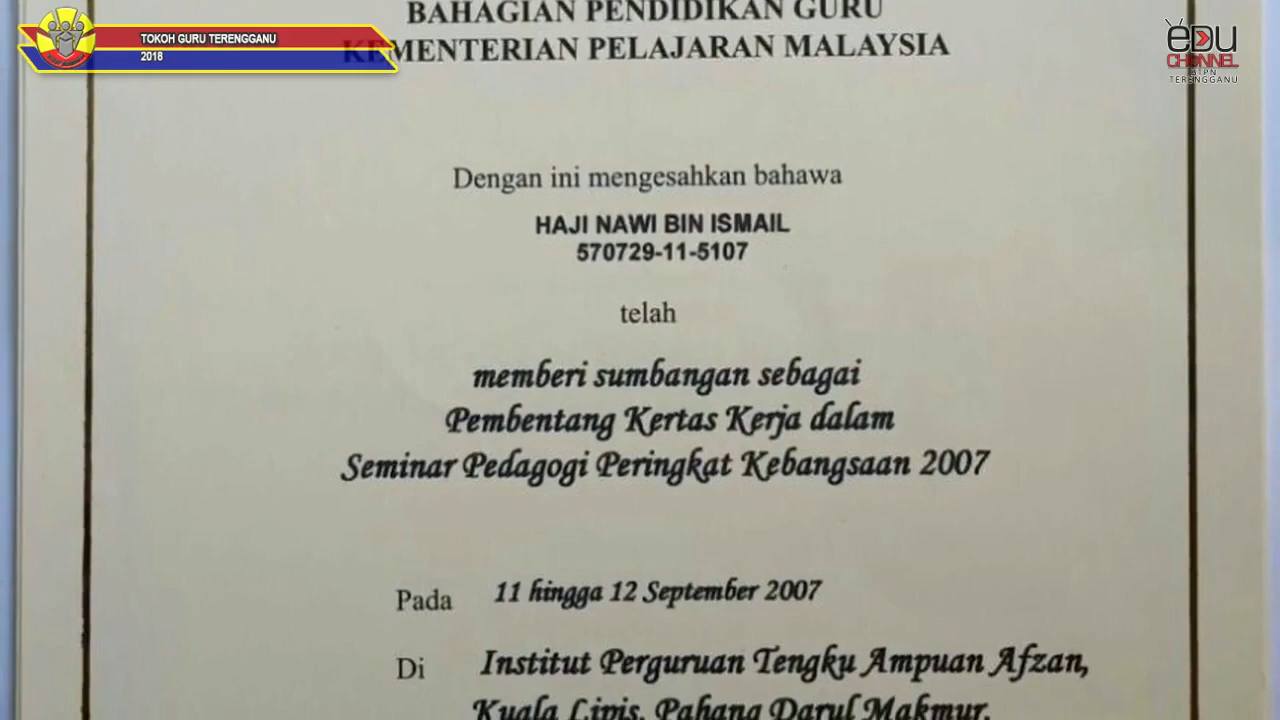 TOKOH GURU TERENGGANU
2018
eDU
CHANNEL
BTPN
TERENGGANU
BAHAGIAN PENDIDIKAN GURU
KEMENTERIAN PELAJARAN MALAYSIA
Dengan ini mengesahkan bahawa
HAJI NAWI BIN ISMAIL
570729-11-5107
telah
memberi sumbangan sebagai
Pembentang Kertas Kerja dalam
Seminar Pedagogi Peringkat Kebangsaan 2007
Pada 11 hingga 12 September 2007
Di Institut Perguruan Tengku Ampuan Afzan,
Kuala Lipis, Pahang Darul Makmur.